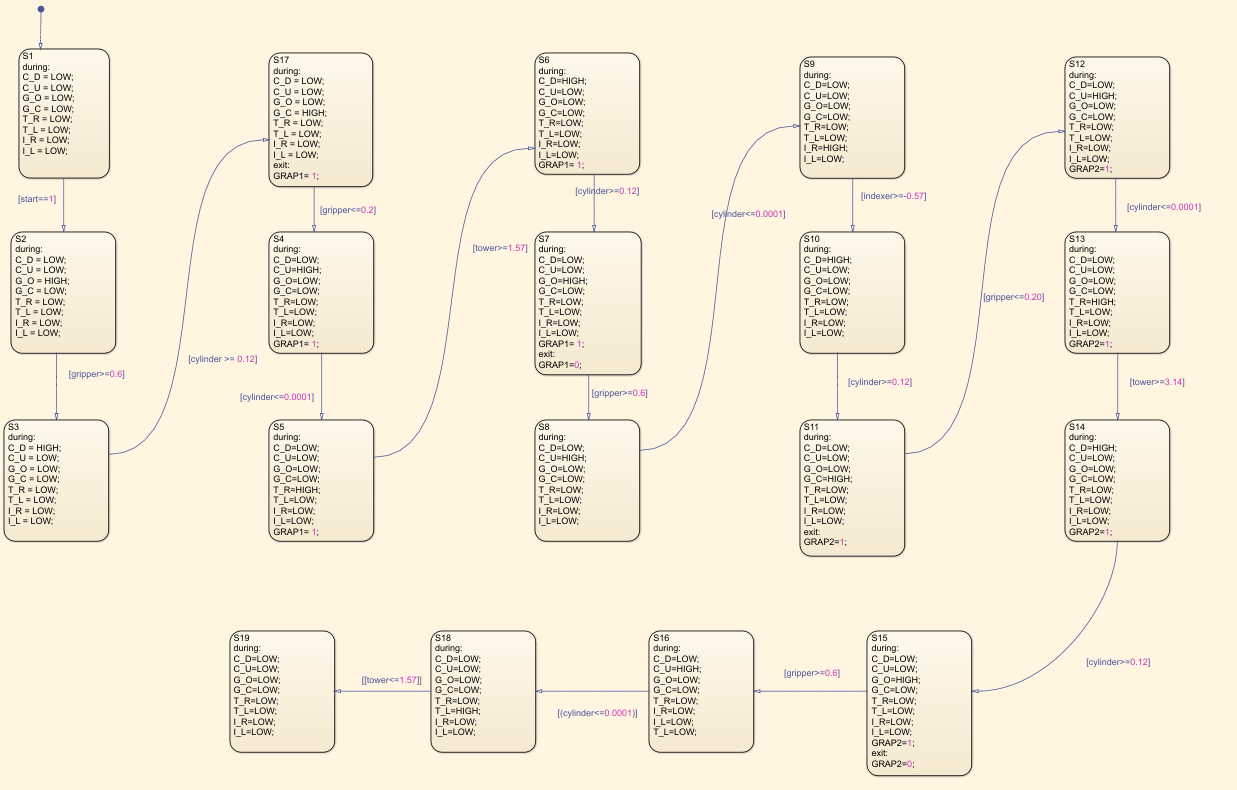 S1
during:
C_D = LOW;
C_U = LOW;
G_O = LOW;
G_C = LOW;
T_R = LOW;
T_L = LOW;
I_R = LOW;
I_L = LOW;
[start==1]
S2
during:
C_D = LOW;
C_U = LOW;
G_O = HIGH;
G_C = LOW;
T_R = LOW;
T_L = LOW;
I_R = LOW;
I_L = LOW;
[gripper>=0.6]
S3
during:
C_D = HIGH;
C_U = LOW;
G_O = LOW;
G_C = LOW;
T_R = LOW;
T_L = LOW;
I_R = LOW;
I_L = LOW;
[cylinder >= 0.12]
S17
during:
C_D = LOW;
C_U = LOW;
G_O = LOW;
G_C = HIGH;
T_R = LOW;
T_L = LOW;
I_R = LOW;
I_L = LOW;
exit:
GRAP1= 1;
[gripper<=0.2]
S4
during:
C_D=LOW;
C_U=HIGH;
G_O=LOW;
G_C=LOW;
T_R=LOW;
T_L=LOW;
I_R=LOW;
I_L=LOW;
GRAP1= 1;
[cylinder<=0.0001]
S5
during:
C_D=LOW;
C_U=LOW;
G_O=LOW;
G_C=LOW;
T_R=HIGH;
T_L=LOW;
I_R=LOW;
I_L=LOW;
GRAP1= 1;
[tower>=1.57]
S6
during:
C_D=HIGH;
C_U=LOW;
G_O=LOW;
G_C=LOW;
T_R=LOW;
T_L=LOW;
I_R=LOW;
I_L=LOW;
GRAP1= 1;
[cylinder>=0.12]
S7
during:
C_D=LOW;
C_U=LOW;
G_O=HIGH;
G_C=LOW;
T_R=LOW;
T_L=LOW;
I_R=LOW;
I_L=LOW;
GRAP1= 1;
exit:
GRAP1=0;
[gripper>=0.6]
S8
during:
C_D=LOW;
C_U=HIGH;
G_O=LOW;
G_C=LOW;
T_R=LOW;
T_L=LOW;
I_R=LOW;
I_L=LOW;
[cylinder<=0.0001]
S9
during:
C_D=LOW;
C_U=LOW;
G_O=LOW;
G_C=LOW;
T_R=LOW;
T_L=LOW;
I_R=HIGH;
I_L=LOW;
[indexer>=-0.57]
S10
during:
C_D=HIGH;
C_U=LOW;
G_O=LOW;
G_C=LOW;
T_R=LOW;
T_L=LOW;
I_R=LOW;
I_L=LOW;
[cylinder>=0.12]
S11
during:
C_D=LOW;
C_U=LOW;
G_O=LOW;
G_C=HIGH;
T_R=LOW;
T_L=LOW;
I_R=LOW;
I_L=LOW;
exit:
GRAP2=1;
[gripper<=0.20]
S12
during:
C_D=LOW;
C_U=HIGH;
G_O=LOW;
G_C=LOW;
T_R=LOW;
T_L=LOW;
I_R=LOW;
I_L=LOW;
GRAP2=1;
[cylinder<=0.0001]
S13
during:
C_D=LOW;
C_U=LOW;
G_O=LOW;
G_C=LOW;
T_R=HIGH;
T_L=LOW;
I_R=LOW;
I_L=LOW;
GRAP2=1;
[tower>=3.14]
S14
during:
C_D=HIGH;
C_U=LOW;
G_O=LOW;
G_C=LOW;
T_R=LOW;
T_L=LOW;
I_R=LOW;
I_L=LOW;
GRAP2=1;
[cylinder>=0.12]
S15
during:
C_D=LOW;
C_U=LOW;
G_O=HIGH;
G_C=LOW;
T_R=LOW;
T_L=LOW;
I_R=LOW;
I_L=LOW;
GRAP2=1;
exit:
GRAP2=0;
[gripper>=0.6]
S16
during:
C_D=LOW;
C_U=HIGH;
G_O=LOW;
G_C=LOW;
T_R=LOW;
I_R=LOW;
I_L=LOW;
T_L=LOW;
[(cylinder<=0.0001)]
S18
during:
C_D=LOW;
C_U=LOW;
G_O=LOW;
G_C=LOW;
T_R=LOW;
T_L=HIGH;
I_R=LOW;
I_L=LOW;
[[tower<=1.57]]
S19
during:
C_D=LOW;
C_U=LOW;
G_O=LOW;
G_C=LOW;
T_R=LOW;
T_L=LOW;
I_R=LOW;
I_L=LOW;